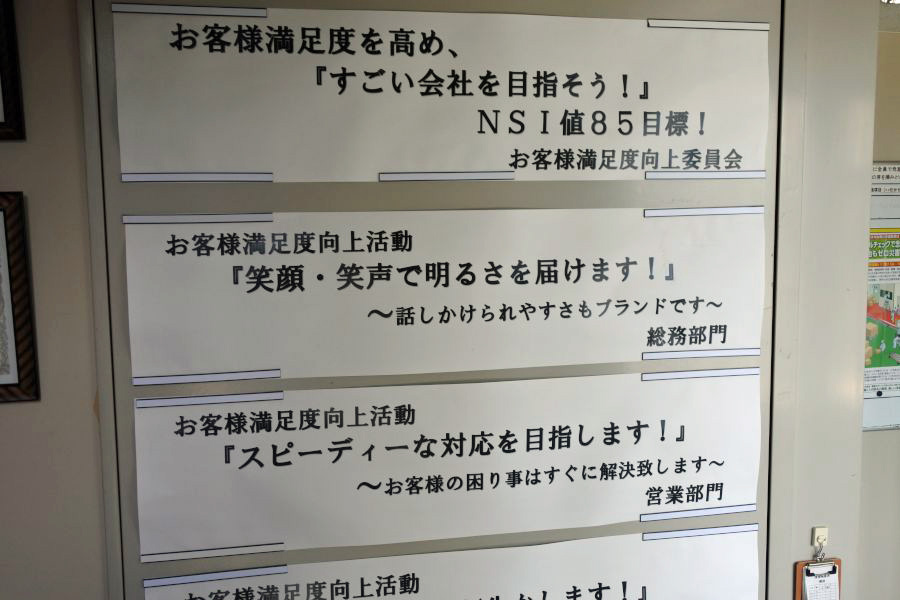 お客様満足度を高め、
『すごい会社を目指そう！』
ＮＳＩ値８５目標！
お客様満足度向上委員会
お客様満足度向上活動
『笑顔・笑声で明るさを届けます！』
～話しかけられやすさもブランドです～
総務部門
お客様満足度向上活動
『スピーディーな対応を目指します！』
～お客様の困り事はすぐに解決致します～
営業部門
お客様満足度向上活動
します！』